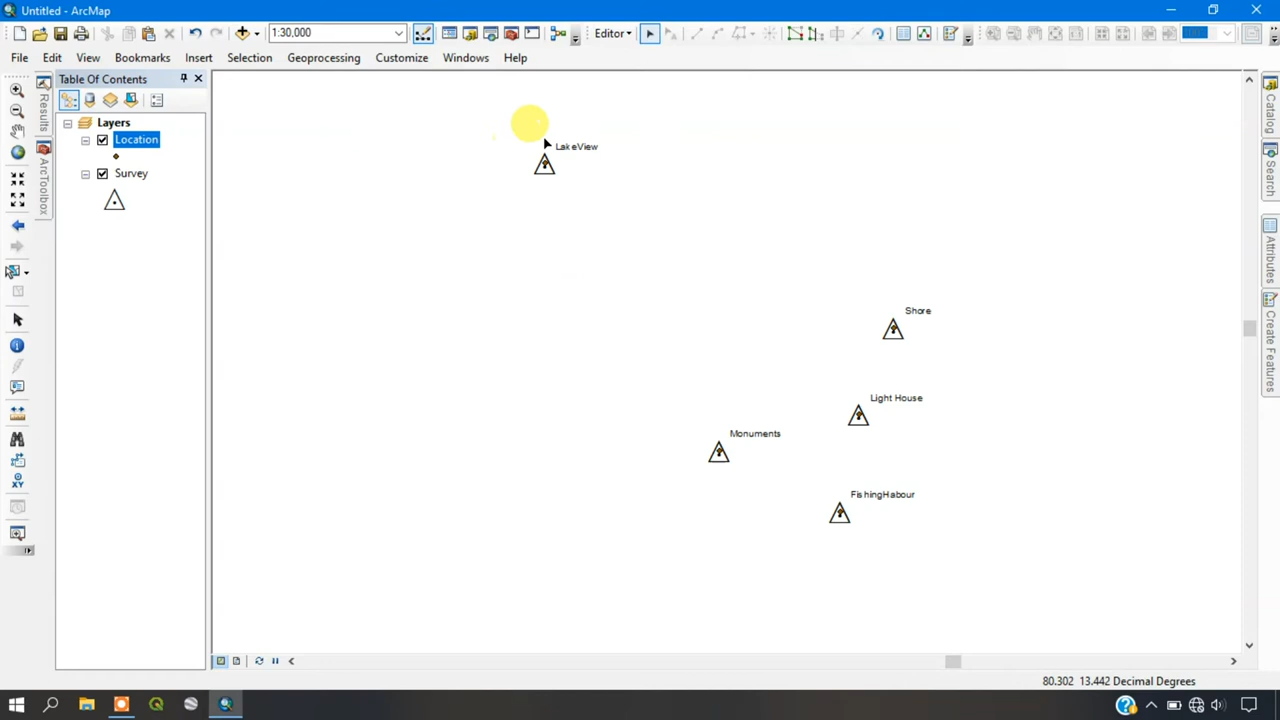 Untitled - ArcMap
1:30,000
Editor
File Edit View Bookmarks Insert Selection Geoprocessing Customize Windows Help
Table Of Contents
Layers
Location
Survey
Results
ArcToolbox
LakeView
Shore
Light House
Monuments
FishingHabour
Catalog
Search
Attributes
Create Features
XY
80.302 13.442 Decimal Degrees